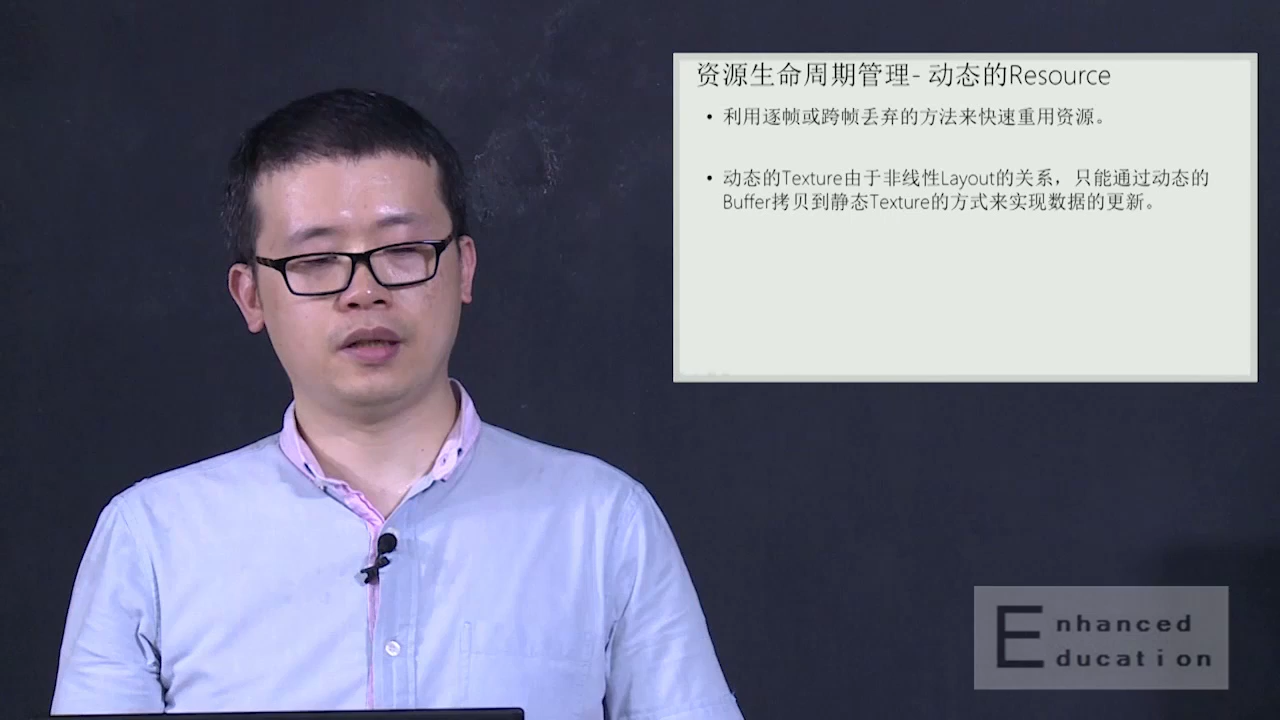 资源生命周期管理- 动态的Resource
• 利用逐帧或跨帧丢弃的方法来快速重用资源。
• 动态的Texture由于非线性Layout的关系，只能通过动态的
Buffer拷贝到静态Texture的方式来实现数据的更新。
Enhanced
Education